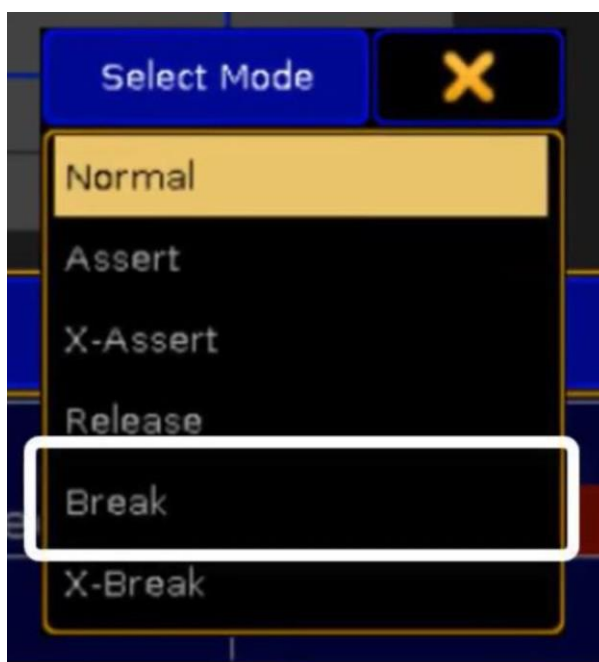 Select Mode
Normal
Assert
X-Assert
Release
Break
X-Break